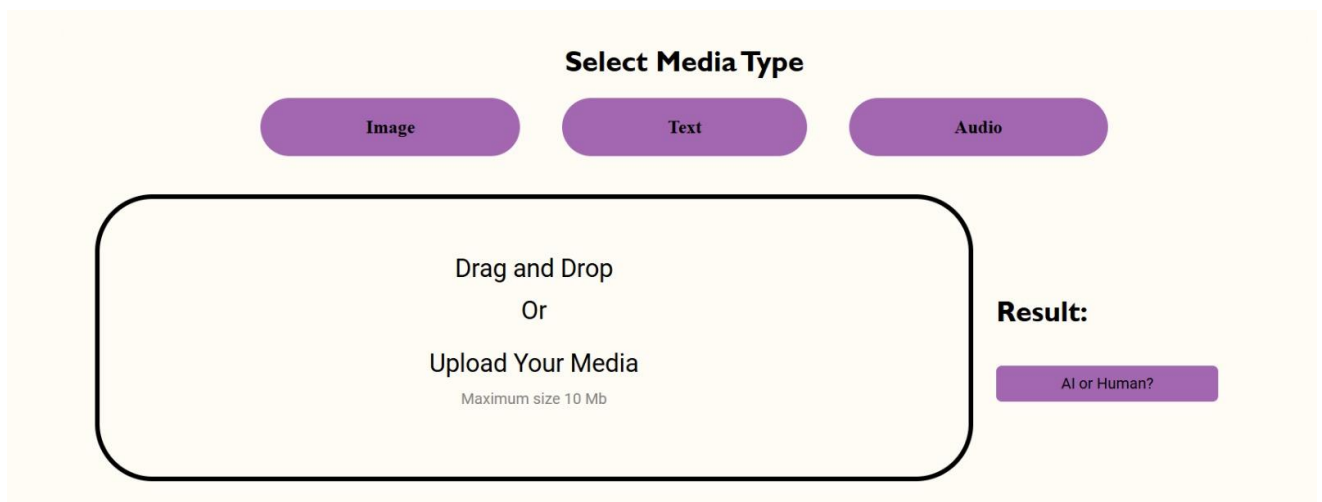 Select Media Type
Image
Text
Audio
Drag and Drop
Or
Upload Your Media
Maximum size 10 Mb
Result:
AI or Human?